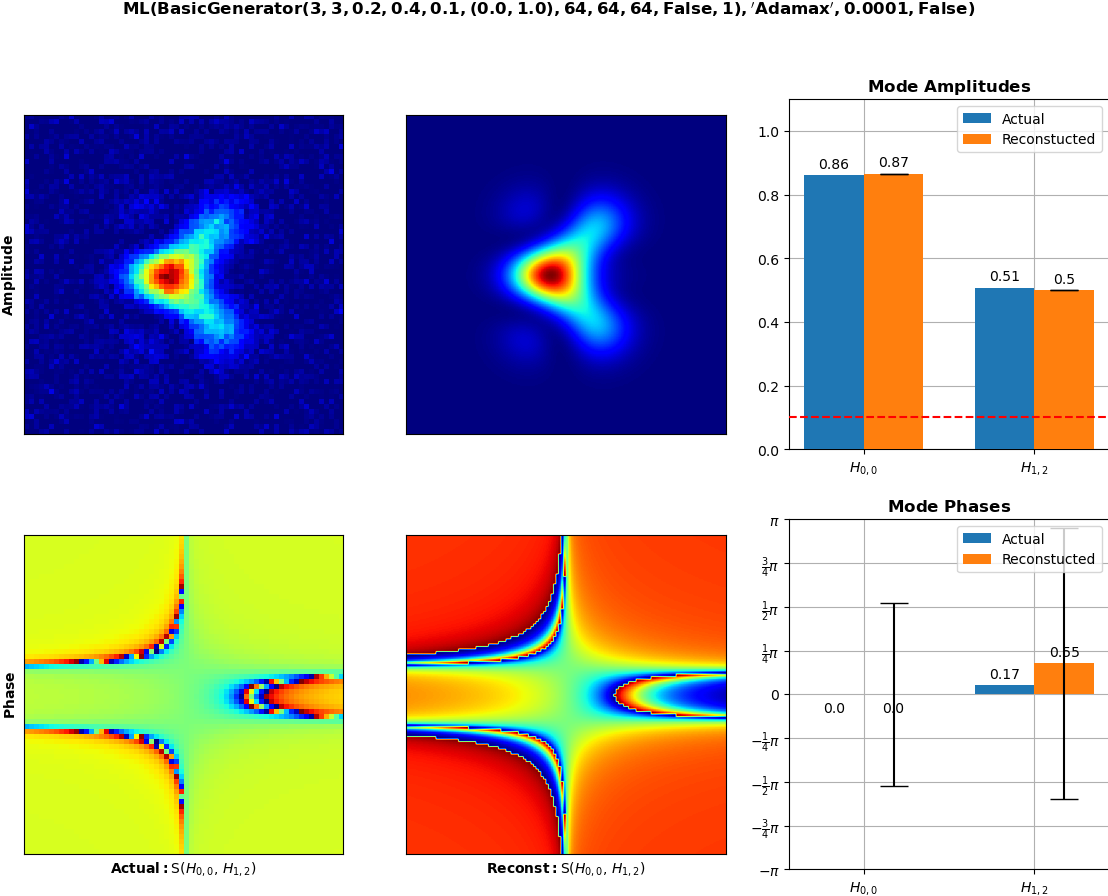 ML(BasicGenerator(3, 3, 0.2, 0.4, 0.1, (0.0, 1.0), 64, 64, 64, False, 1), ′Adamax′, 0.0001, False)
Amplitude
Mode Amplitudes
Actual
Reconstucted
1.0
0.8
0.6
0.4
0.2
0.0
0.86
0.87
0.51
0.5
H0,0
H1,2
Phase
Actual: S(H0,0, H1,2)
Reconst: S(H0,0, H1,2)
Mode Phases
Actual
Reconstucted
π
3/4π
1/2π
1/4π
0
−1/4π
−1/2π
−3/4π
−π
0.0
0.0
0.17
0.55
H0,0
H1,2